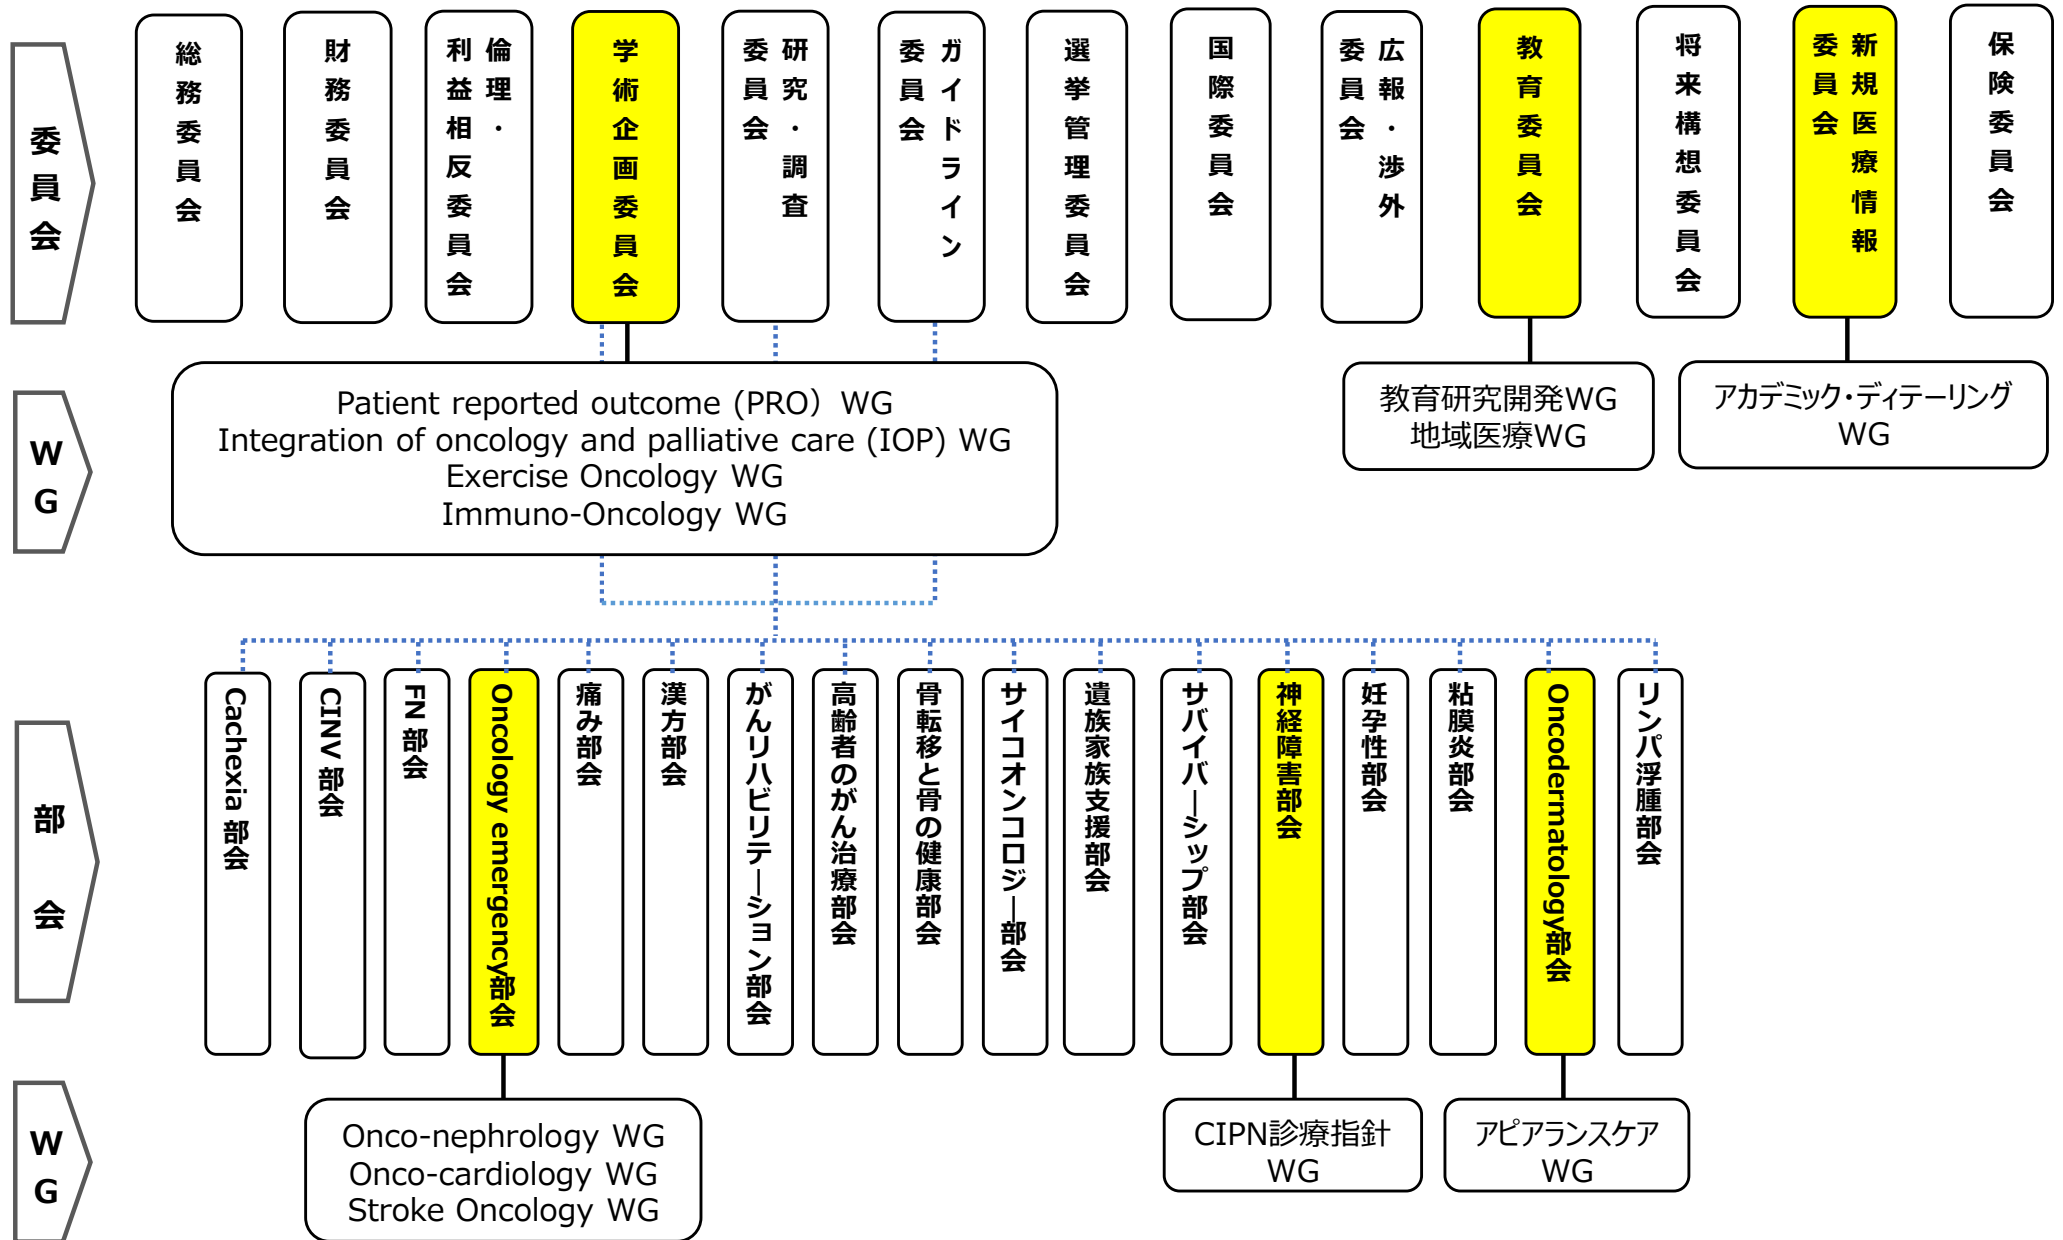 委員会
総務委員会
財務委員会
倫理・
利益相反委員会
学術企画委員会
研究・調査
委員会
ガイドライン
委員会
選挙管理委員会
国際委員会
広報・渉外
委員会
教育委員会
将来構想委員会
新規医療情報
委員会
保険委員会
WG
Patient reported outcome (PRO）WG
Integration of oncology and palliative care (IOP) WG
Exercise Oncology WG
Immuno-Oncology WG
教育研究開発WG
地域医療WG
アカデミック・ディテーリング
WG
部会
Cachexia 部会
CINV 部会
FN 部会
Oncology emergency部会
痛み部会
漢方部会
がんリハビリテーション部会
高齢者のがん治療部会
骨転移と骨の健康部会
サイコオンコロジー部会
遺族家族支援部会
サバイバーシップ部会
神経障害部会
妊孕性部会
粘膜炎部会
Oncodermatology部会
リンパ浮腫部会
WG
Onco-nephrology WG
Onco-cardiology WG
Stroke Oncology WG
CIPN診療指針
WG
アピアランスケア
WG